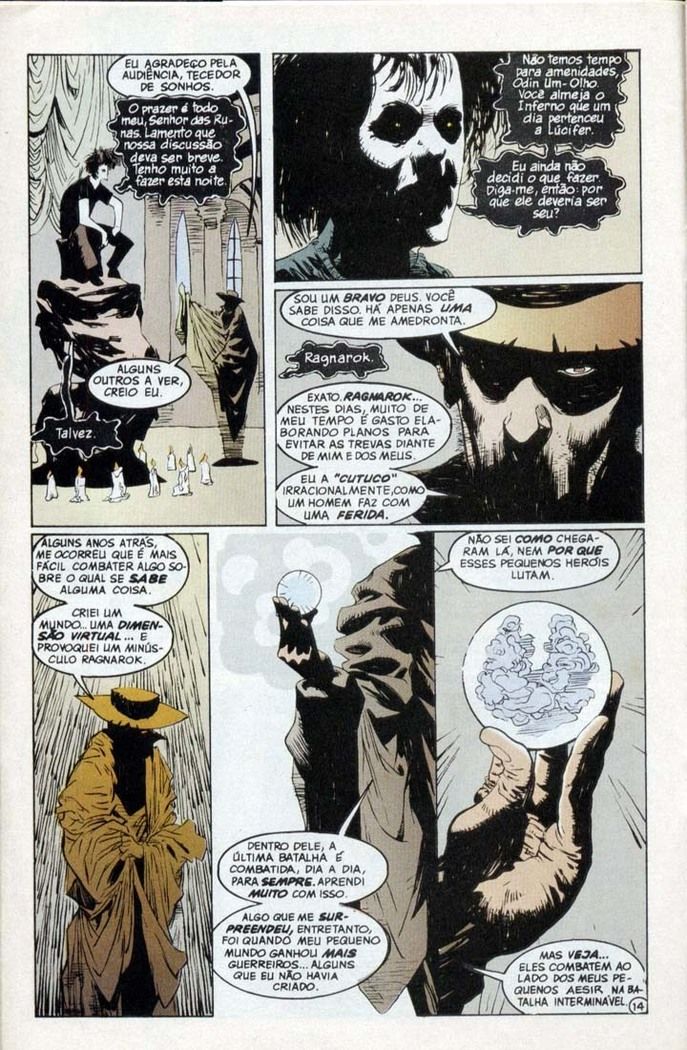 EU AGRADEÇO PELA
AUDIÊNCIA, TECEDOR
DE SONHOS.
O prazer é todo
meu, Senhor das Ru-
nas. Lamento que
nossa discussão
deva ser breve.
Tenho muito a
fazer esta noite.
ALGUNS
OUTROS A VER,
CREIO EU.
Talvez.
Não temos tempo
para amenidades,
Odin Um-Olho.
Você almeja o
Inferno que um
dia pertenceu
a Lúcifer.
Eu ainda não
decidi o que fazer.
Diga-me, então: por
que ele deveria ser
seu?
SOU UM BRAVO DEUS. VOCÊ
SABE DISSO. HÁ APENAS UMA
COISA QUE ME AMEDRONTA.
Ragnarok.
EXATO. RAGNAROK...
NESTES DIAS, MUITO DE
MEU TEMPO É GASTO ELA-
BORANDO PLANOS PARA
EVITAR AS TREVAS DIANTE
DE MIM E DOS MEUS.
EU A "CUTUCO"
IRRACIONALMENTE, COMO
UM HOMEM FAZ COM
UMA FERIDA.
ALGUNS ANOS ATRÁS,
ME OCORREU QUE É MAIS
FÁCIL COMBATER ALGO SO-
BRE O QUAL SE SABE
ALGUMA COISA.
CRIEI UM
MUNDO... UMA DIMEN-
SÃO VIRTUAL... E
PROVOQUEI UM MINÚS-
CULO RAGNAROK.
DENTRO DELE, A
ÚLTIMA BATALHA É
COMBATIDA, DIA A DIA,
PARA SEMPRE. APRENDI
MUITO COM ISSO.
ALGO QUE ME SUR-
PREENDEU, ENTRETANTO,
FOI QUANDO MEU PEQUENO
MUNDO GANHOU MAIS
GUERREIROS... ALGUNS
QUE EU NÃO HAVIA
CRIADO.
NÃO SEI COMO CHEGA-
RAM LÁ, NEM POR QUE
ESSES PEQUENOS HERÓIS
LUTAM.
MAS VEJA...
ELES COMBATEM AO
LADO DOS MEUS PE-
QUENOS AESIR NA BA-
TALHA INTERMINÁVEL.
14